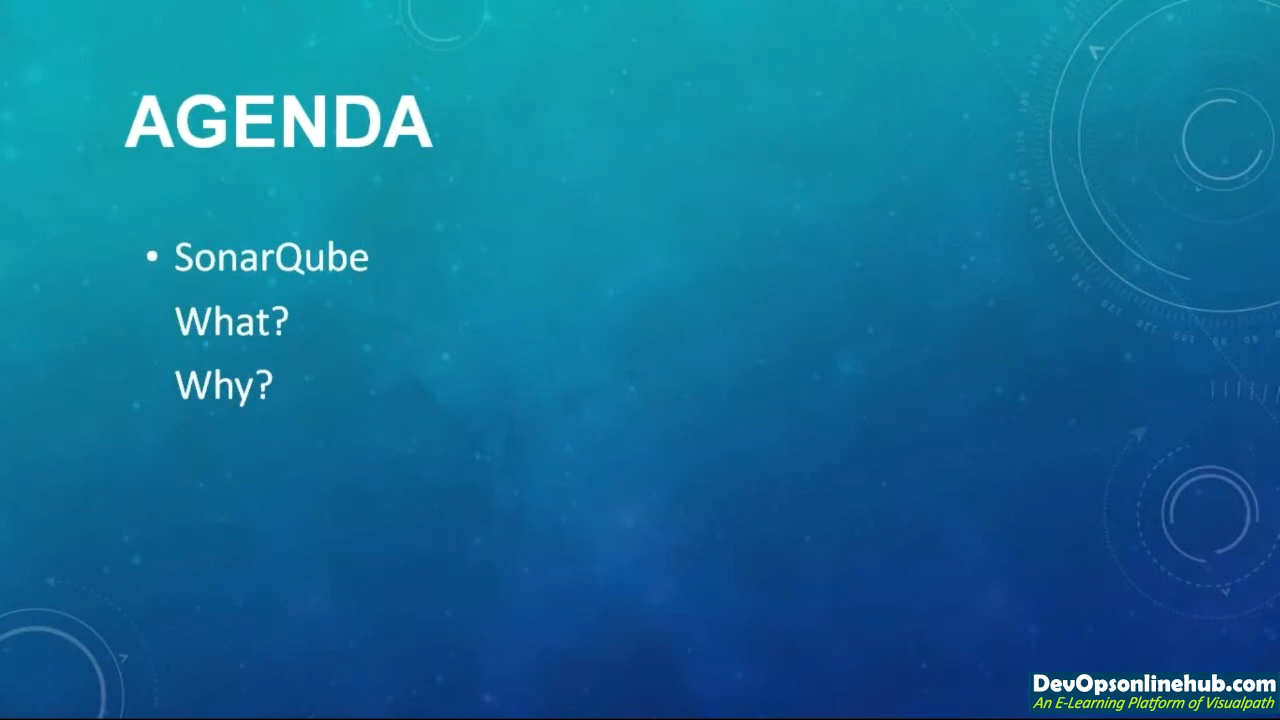 AGENDA
• SonarQube
What?
Why?
DevOpsonlinehub.com
An E-Learning Platform of Visualpath